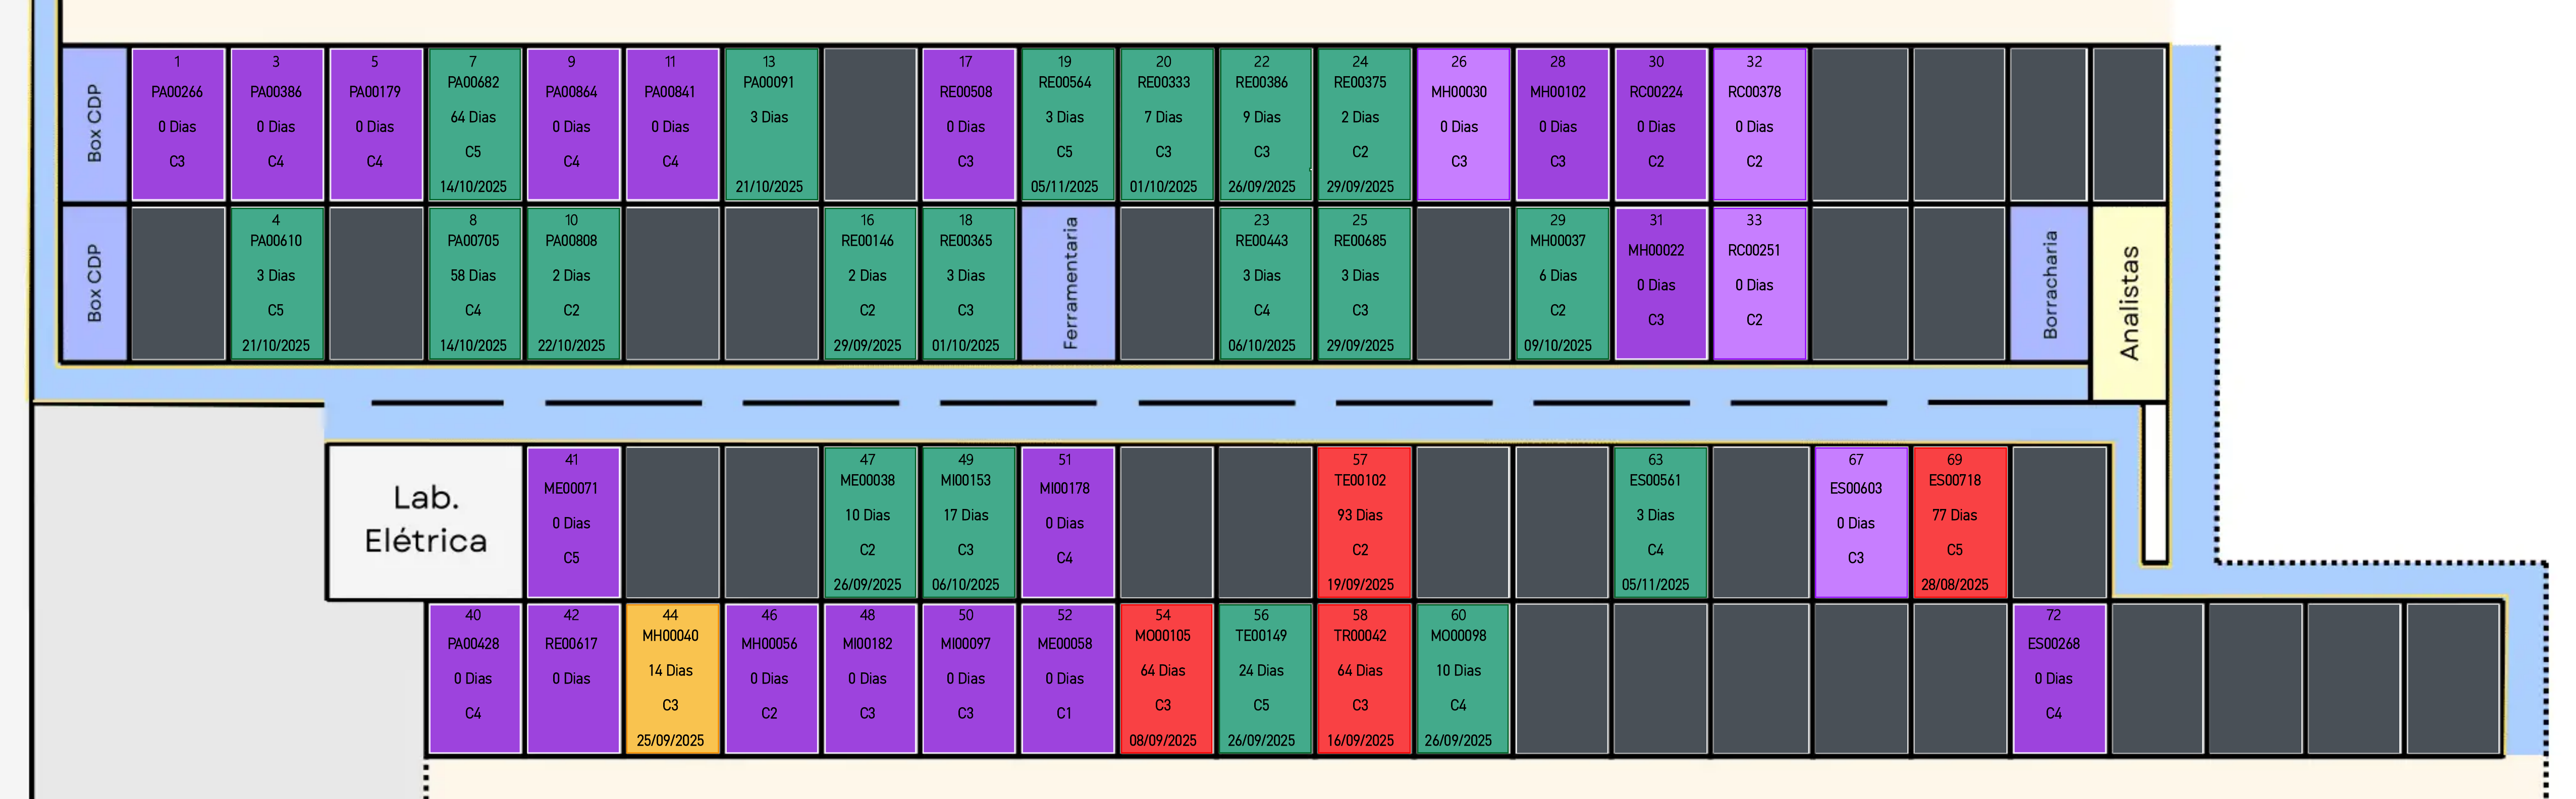 Box CDP
1
PA00266
0 Dias
C3
3
PA00386
0 Dias
C4
5
PA00179
0 Dias
C4
7
PA00682
64 Dias
C5
14/10/2025
9
PA00864
0 Dias
C4
11
PA00841
0 Dias
C4
13
PA00091
3 Dias
21/10/2025
17
RE00508
0 Dias
C3
19
RE00564
3 Dias
C5
05/11/2025
20
RE00333
7 Dias
C3
01/10/2025
22
RE00386
9 Dias
C3
26/09/2025
24
RE00375
2 Dias
C2
29/09/2025
26
MH00030
0 Dias
C3
28
MH00102
0 Dias
C3
30
RC00224
0 Dias
C2
32
RC00378
0 Dias
C2
Box CDP
4
PA00610
3 Dias
C5
21/10/2025
8
PA00705
58 Dias
C4
14/10/2025
10
PA00808
2 Dias
C2
22/10/2025
16
RE00146
2 Dias
C2
29/09/2025
18
RE00365
3 Dias
C3
01/10/2025
Ferramentaria
23
RE00443
3 Dias
C4
06/10/2025
25
RE00685
3 Dias
C3
29/09/2025
29
MH00037
6 Dias
C2
09/10/2025
31
MH00022
0 Dias
C3
33
RC00251
0 Dias
C2
Borracharia
Analistas
Lab.
Elétrica
41
ME00071
0 Dias
C5
47
ME00038
10 Dias
C2
26/09/2025
49
MI00153
17 Dias
C3
06/10/2025
51
MI00178
0 Dias
C4
57
TE00102
93 Dias
C2
19/09/2025
63
ES00561
3 Dias
C4
05/11/2025
67
ES00603
0 Dias
C3
69
ES00718
77 Dias
C5
28/08/2025
40
PA00428
0 Dias
C4
42
RE00617
0 Dias
44
MH00040
14 Dias
C3
25/09/2025
46
MH00056
0 Dias
C2
48
MI00182
0 Dias
C3
50
MI00097
0 Dias
C3
52
ME00058
0 Dias
C1
54
MO00105
64 Dias
C3
08/09/2025
56
TE00149
24 Dias
C5
26/09/2025
58
TR00042
64 Dias
C3
16/09/2025
60
MO00098
10 Dias
C4
26/09/2025
72
ES00268
0 Dias
C4